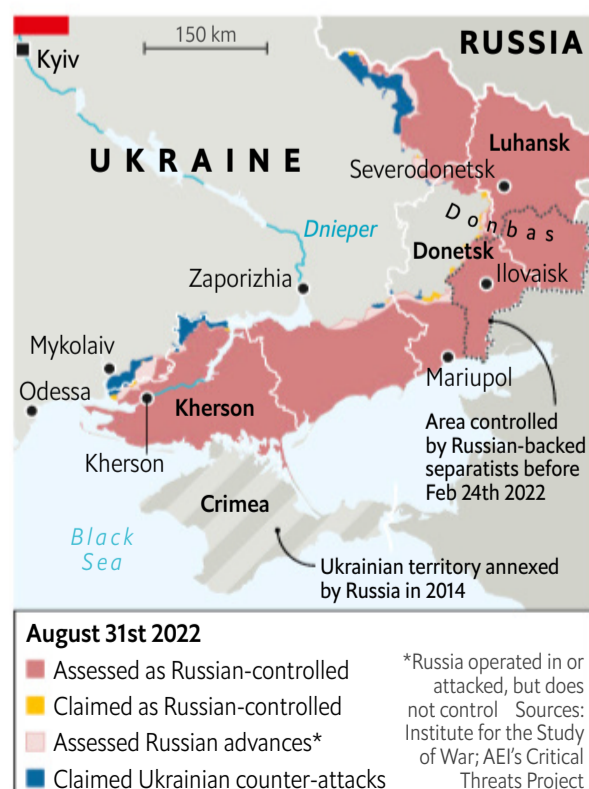 150 km
RUSSIA
Kyiv
UKRAINE
Luhansk
Severodonetsk
Donbas
Dnieper
Donetsk
Ilovaisk
Zaporizhia
Mykolaiv
Mariupol
Odessa
Kherson
Kherson
Area controlled
by Russian-backed
separatists before
Feb 24th 2022
Crimea
Black
Sea
Ukrainian territory annexed
by Russia in 2014
August 31st 2022
Assessed as Russian-controlled
Claimed as Russian-controlled
Assessed Russian advances*
Claimed Ukrainian counter-attacks
*Russia operated in or
attacked, but does
not control Sources:
Institute for the Study
of War; AEI's Critical
Threats Project